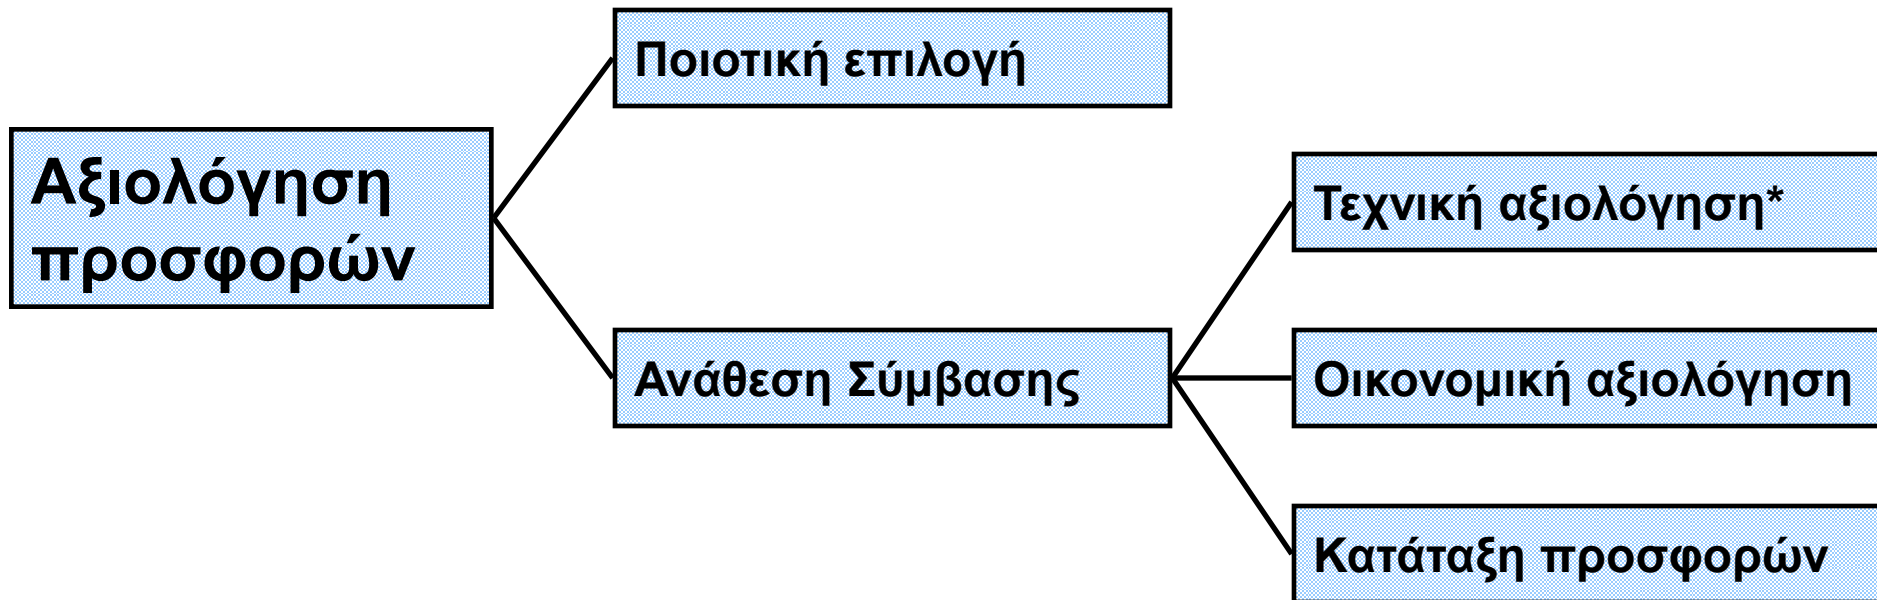 Ποιοτική επιλογή
Αξιολόγηση
προσφορών
Τεχνική αξιολόγηση*
Ανάθεση Σύμβασης
Οικονομική αξιολόγηση
Κατάταξη προσφορών